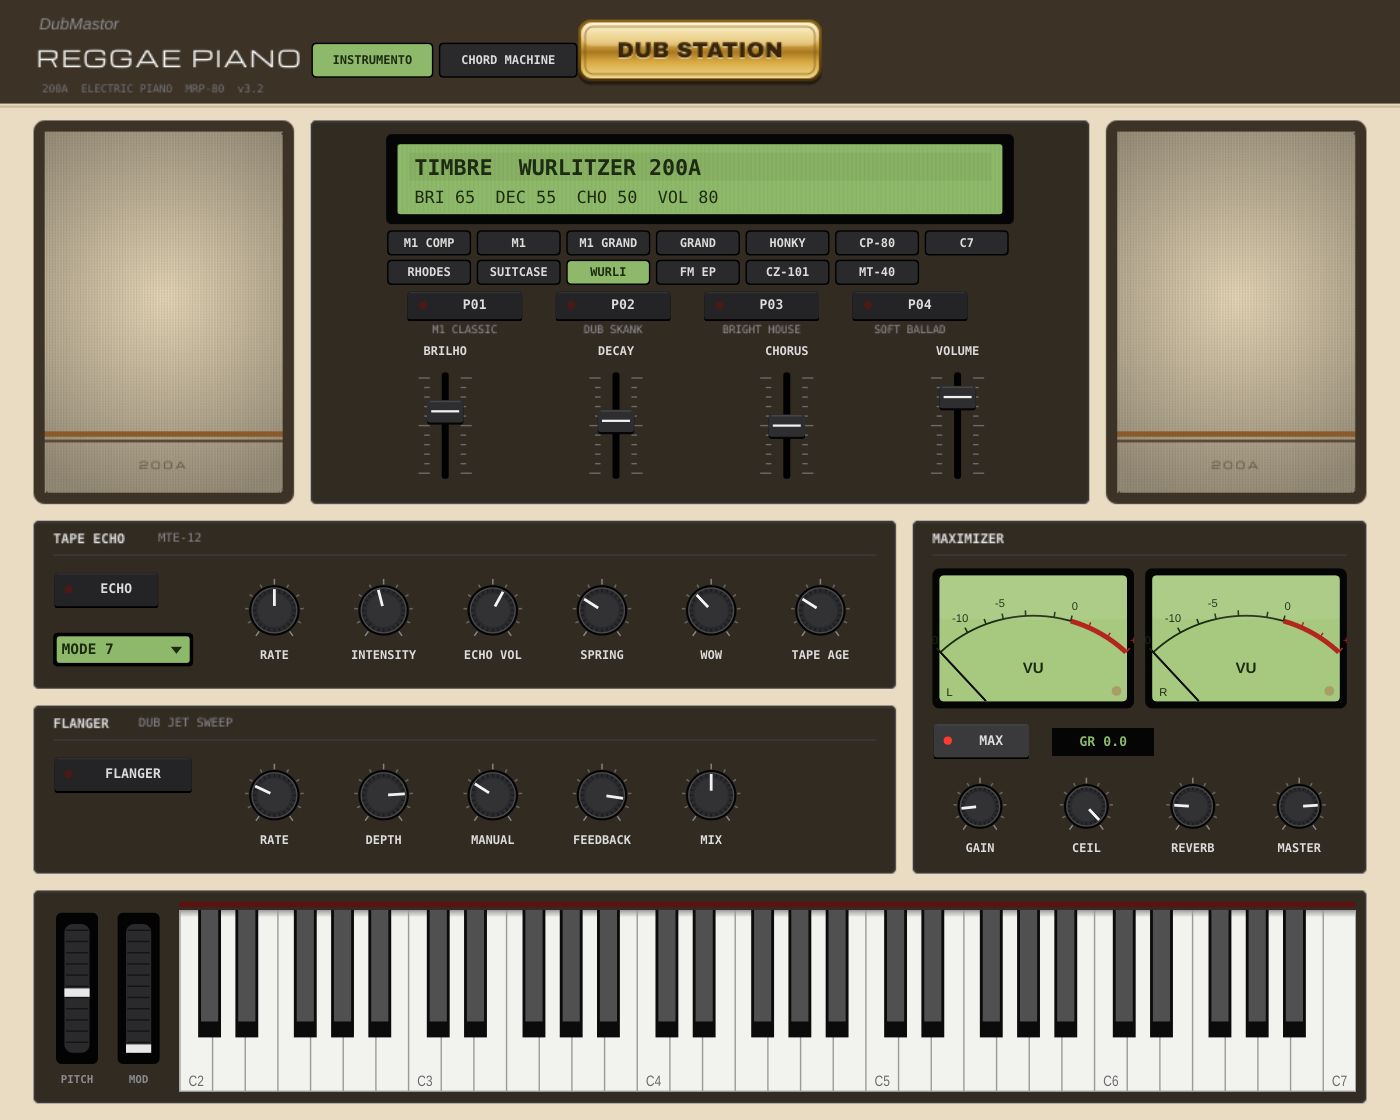 DubMastor
REGGAE PIANO
200A ELECTRIC PIANO MRP-80 v3.2
INSTRUMENTO
CHORD MACHINE
DUB STATION
TIMBRE WURLITZER 200A
BRI 65 DEC 55 CHO 50 VOL 80
M1 COMP M1 M1 GRAND GRAND HONKY CP-80 C7
RHODES SUITCASE WURLI FM EP CZ-101 MT-40
P01 P02 P03 P04
M1 CLASSIC DUB SKANK BRIGHT HOUSE SOFT BALLAD
BRILHO DECAY CHORUS VOLUME
200A
200A
TAPE ECHO MTE-12
ECHO
MODE 7
RATE INTENSITY ECHO VOL SPRING WOW TAPE AGE
FLANGER DUB JET SWEEP
FLANGER
RATE DEPTH MANUAL FEEDBACK MIX
MAXIMIZER
-10 -5 0
VU
L
-10 -5 0
VU
R
MAX
GR 0.0
GAIN CEIL REVERB MASTER
PITCH MOD
C2 C3 C4 C5 C6 C7